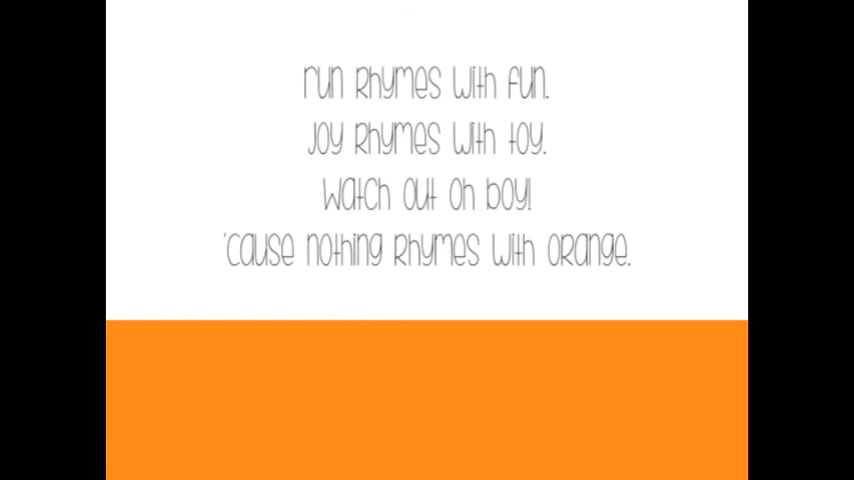 run rhymes with fun.
joy rhymes with toy.
watch out oh boy!
'cause nothing rhymes with orange.